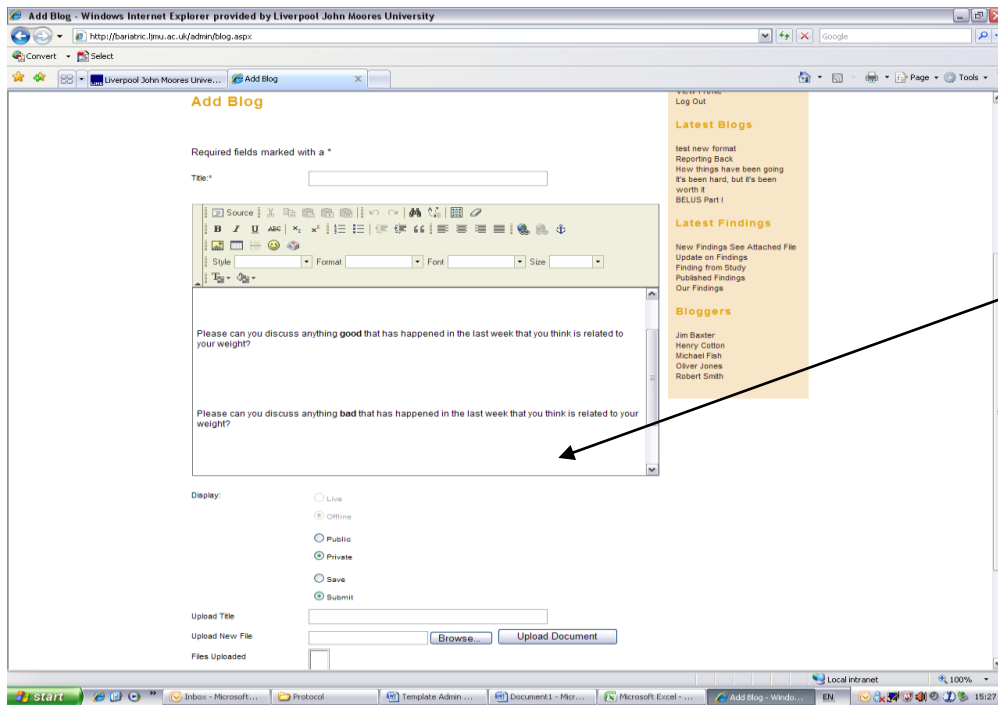 Add Blog - Windows Internet Explorer provided by Liverpool John Moores University
http://bariatric.ljmu.ac.uk/admin/blog.aspx
Google
Convert
Select
Liverpool John Moores Unive...
Add Blog
Page
Tools
Add Blog
View Profile
Log Out
Latest Blogs
Required fields marked with a *
test new format
Reporting Back
How things have been going
It's been hard, but it's been
worth it
BELUS Part I
Title:*
Latest Findings
New Findings See Attached File
Update on Findings
Finding from Study
Published Findings
Our Findings
Bloggers
Jim Baxter
Henry Cotton
Michael Fish
Oliver Jones
Robert Smith
Source
B I U ABC x₂ x²
Style Format Font Size
Please can you discuss anything good that has happened in the last week that you think is related to
your weight?
Please can you discuss anything bad that has happened in the last week that you think is related to your
weight?
Display:
Live
Offline
Public
Private
Save
Submit
Upload Title
Upload New File
Browse...
Upload Document
Files Uploaded
Local intranet
100%
start
Inbox - Microsoft...
Protocol
Template Admin ...
Document1 - Micr...
Microsoft Excel - ...
Add Blog - Windo...
EN
15:27